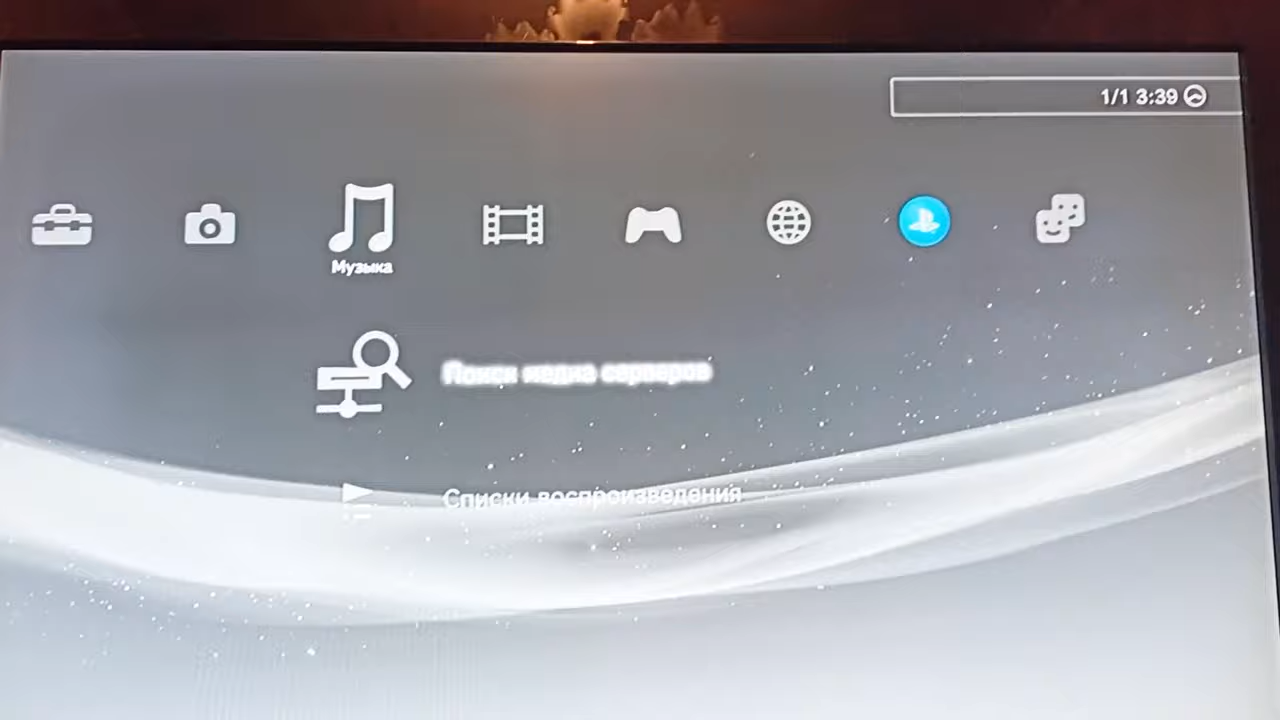 1/1 3:39
Музыка
Поиск медиа серверов
Списки воспроизведения